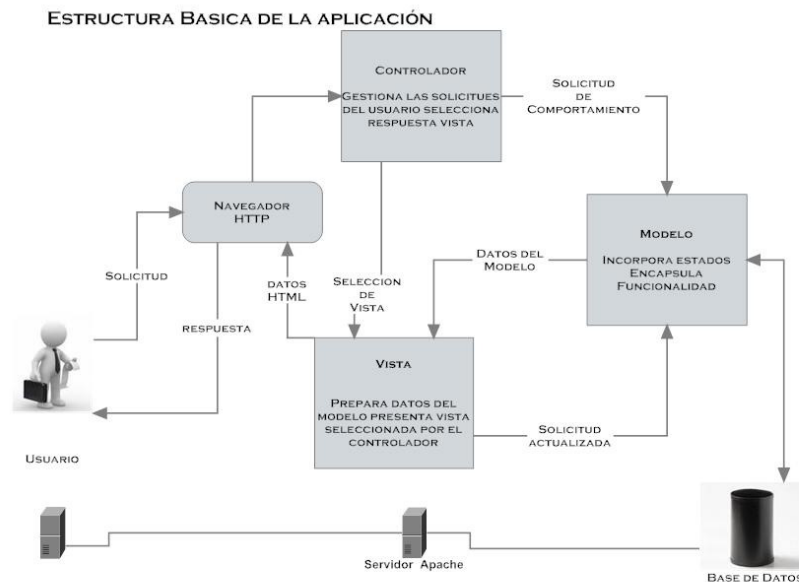 ESTRUCTURA BASICA DE LA APLICACIÓN
CONTROLADOR
GESTIONA LAS SOLICITUES
DEL USUARIO SELECCIONA
RESPUESTA VISTA
SOLICITUD
DE
COMPORTAMIENTO
NAVEGADOR
HTTP
MODELO
INCORPORA ESTADOS
ENCAPSULA
FUNCIONALIDAD
SOLICITUD
DATOS
HTML
SELECCION
DE
VISTA
DATOS DEL
MODELO
RESPUESTA
VISTA
PREPARA DATOS DEL
MODELO PRESENTA VISTA
SELECCIONADA POR EL
CONTROLADOR
SOLICITUD
ACTUALIZADA
USUARIO
Servidor Apache
BASE DE DATOS